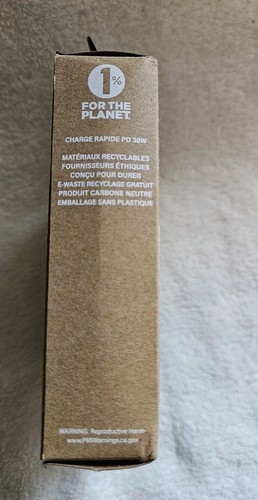 1%
FOR THE
PLANET.
CHARGE RAPIDE PD 38W
MATÉRIAUX RECYCLABLES
FOURNISSEURS ÉTHIQUES
CONÇU POUR DURER
E-WASTE RECYCLAGE GRATUIT
PRODUIT CARBONE NEUTRE
EMBALLAGE SANS PLASTIQUE
WARNING: Reproductive Harm-
www.P65Warnings.ca.gov